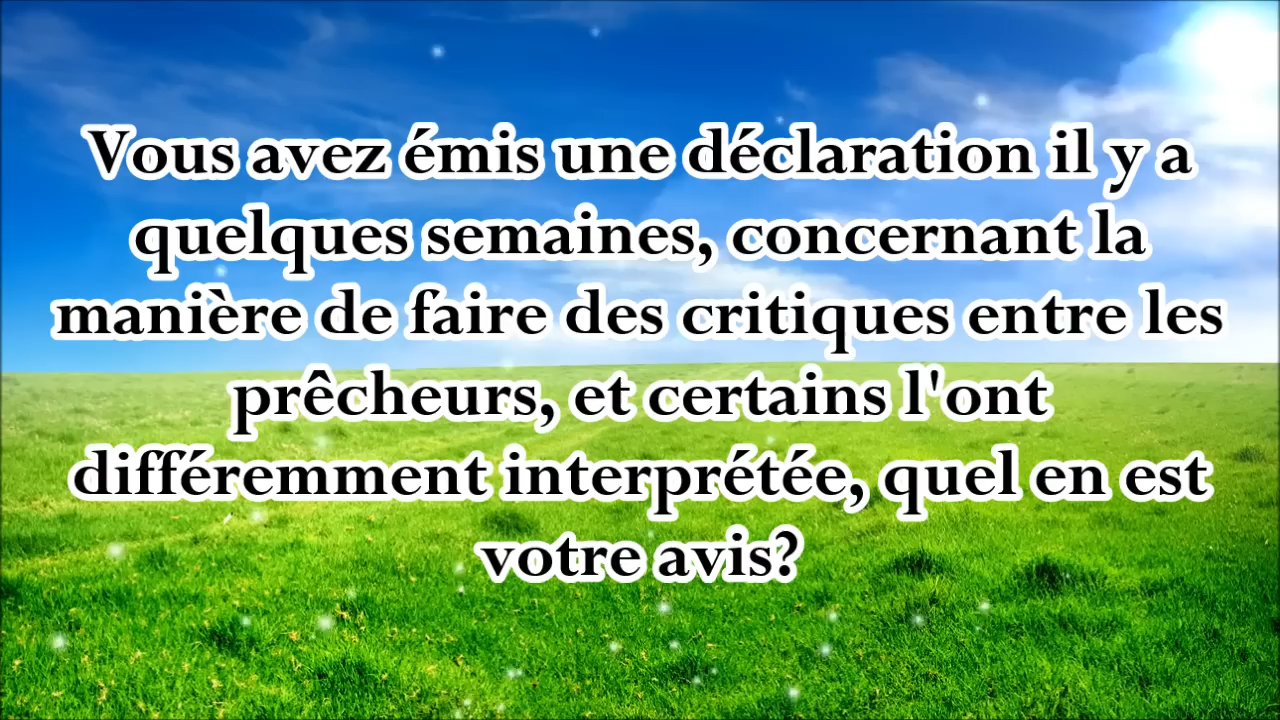 Vous avez émis une déclaration il y a
quelques semaines, concernant la
manière de faire des critiques entre les
prêcheurs, et certains l'ont
différemment interprétée, quel en est
votre avis?